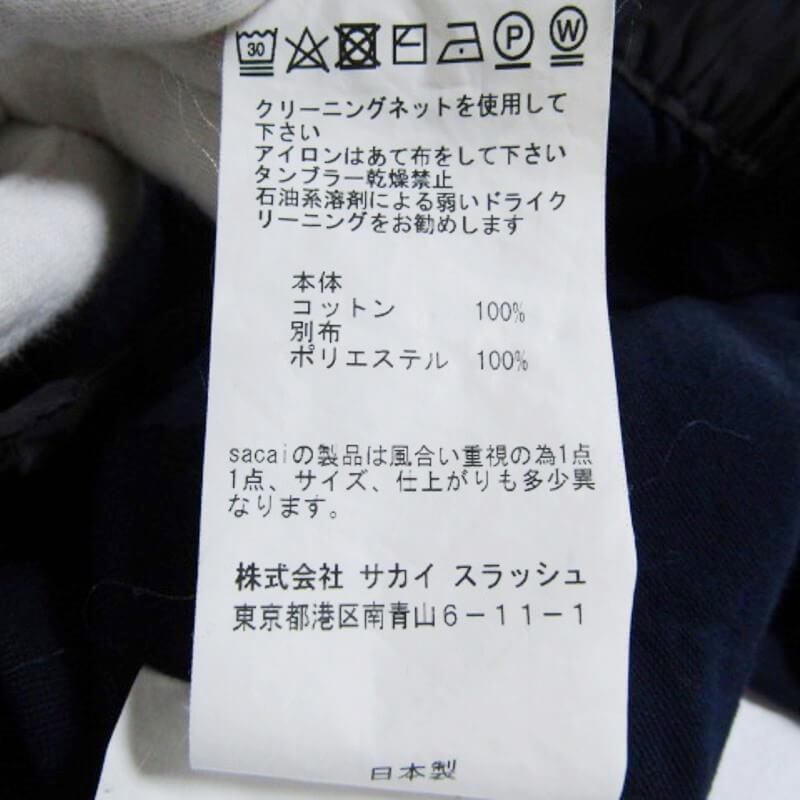 30 P W
クリーニングネットを使用して
下さい
アイロンはあて布をして下さい
タンブラー乾燥禁止
石油系溶剤による弱いドライク
リーニングをお勧めします
本体
コットン 100%
別布
ポリエステル 100%
sacaiの製品は風合い重視の為1点
1点、サイズ、仕上がりも多少異
なります。
株式会社 サカイ スラッシュ
東京都港区南青山6-11-1
日本製